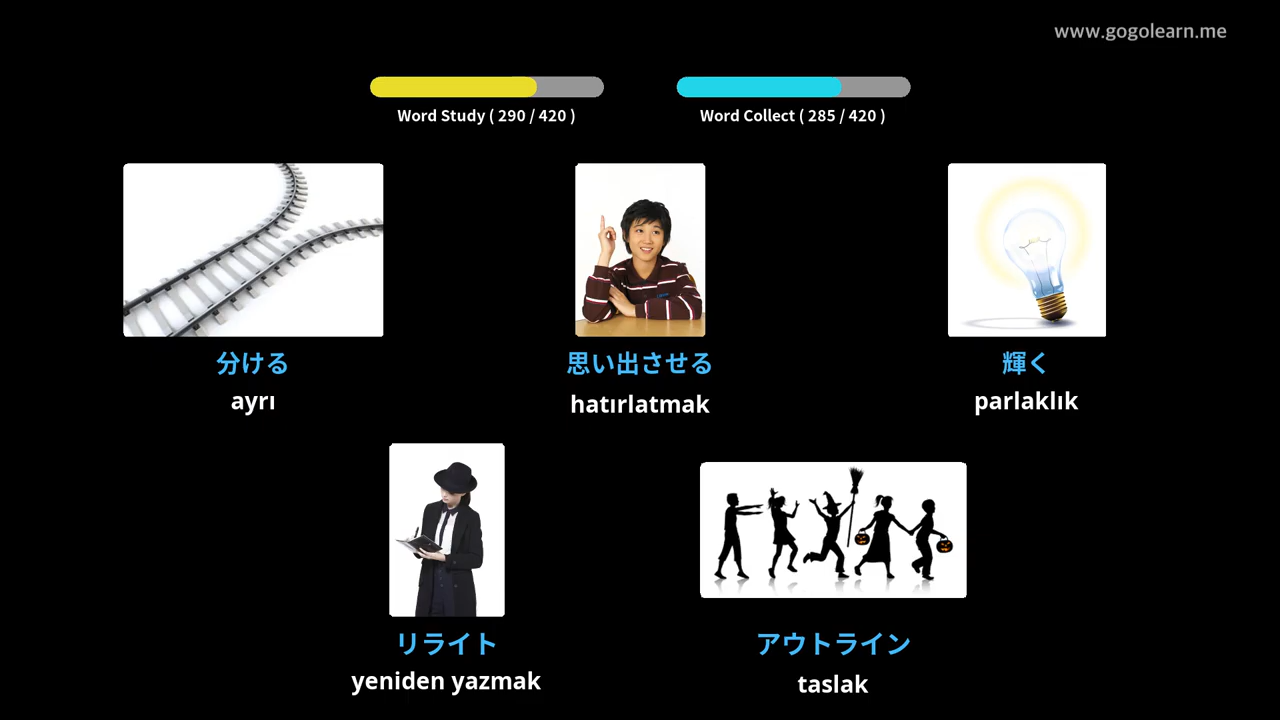 www.gogolearn.me
Word Study ( 290 / 420 )
Word Collect ( 285 / 420 )
分ける
ayrı
思い出させる
hatırlatmak
輝く
parlaklık
リライト
yeniden yazmak
アウトライン
taslak